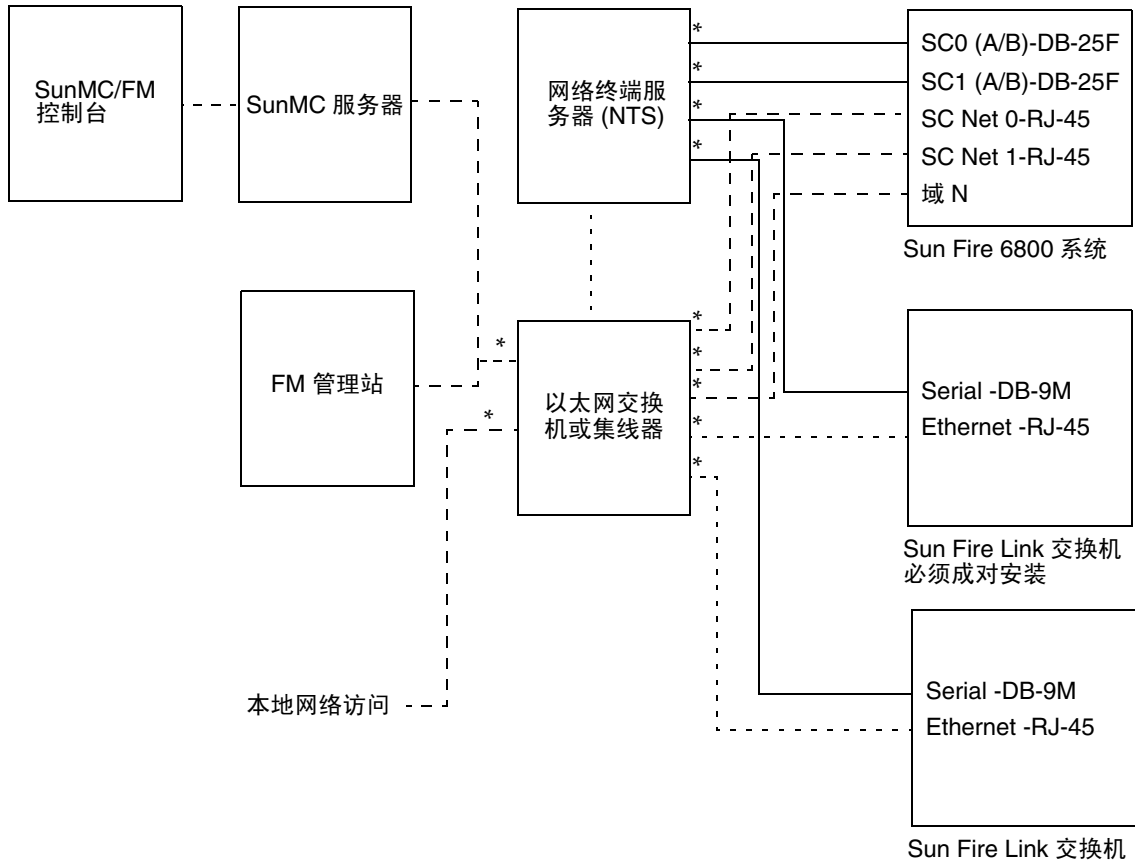 SunMC/FM
控制台
SunMC 服务器
网络终端服
务器 (NTS)
*
*
*
*
SC0 (A/B)-DB-25F
SC1 (A/B)-DB-25F
SC Net 0-RJ-45
SC Net 1-RJ-45
域 N
Sun Fire 6800 系统
FM 管理站
*
*
以太网交换
机或集线器
*
*
*
*
*
Serial -DB-9M
Ethernet -RJ-45
Sun Fire Link 交换机
必须成对安装
本地网络访问
Serial -DB-9M
Ethernet -RJ-45
Sun Fire Link 交换机